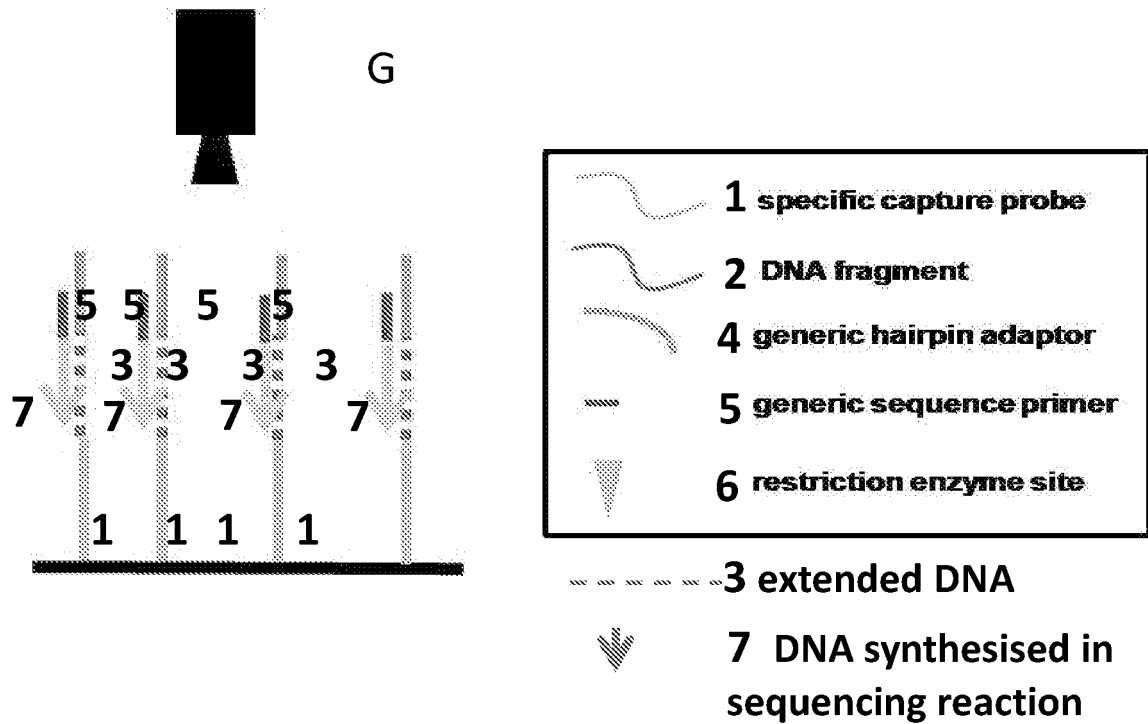 G
5 5 5 5
3 3 3 3
7 7 7 7
1 1 1 1
1 specific capture probe
2 DNA fragment
4 generic hairpin adaptor
5 generic sequence primer
6 restriction enzyme site
3 extended DNA
7 DNA synthesised in
sequencing reaction